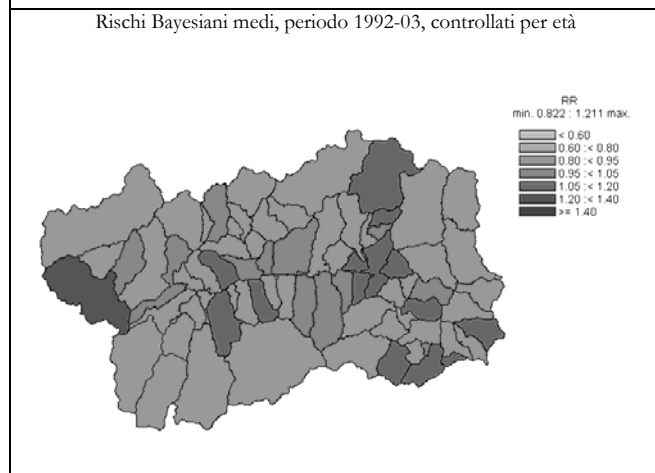 Rischi Bayesiani medi, periodo 1992-03, controllati per età
RR
min. 0.822 : 1.211 max.
< 0.60
0.60 :< 0.80
0.80 :< 0.95
0.95 :< 1.05
1.05 :< 1.20
1.20 :< 1.40
>= 1.40